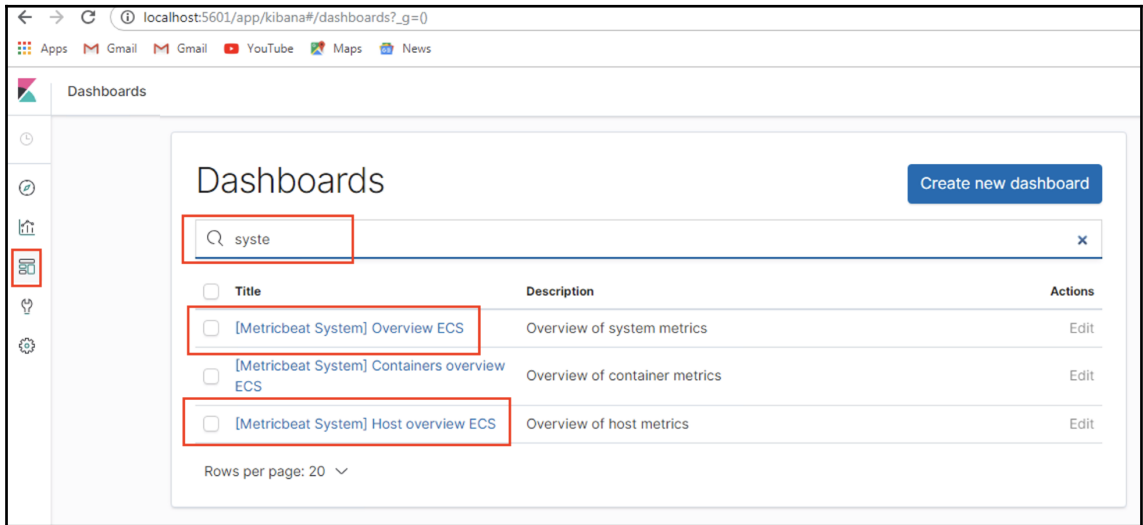 localhost:5601/app/kibana#/dashboards?_g=()
Apps Gmail Gmail YouTube Maps News
Dashboards
Dashboards
Create new dashboard
syste
Title Description Actions
[Metricbeat System] Overview ECS Overview of system metrics Edit
[Metricbeat System] Containers overview
ECS Overview of container metrics Edit
[Metricbeat System] Host overview ECS Overview of host metrics Edit
Rows per page: 20